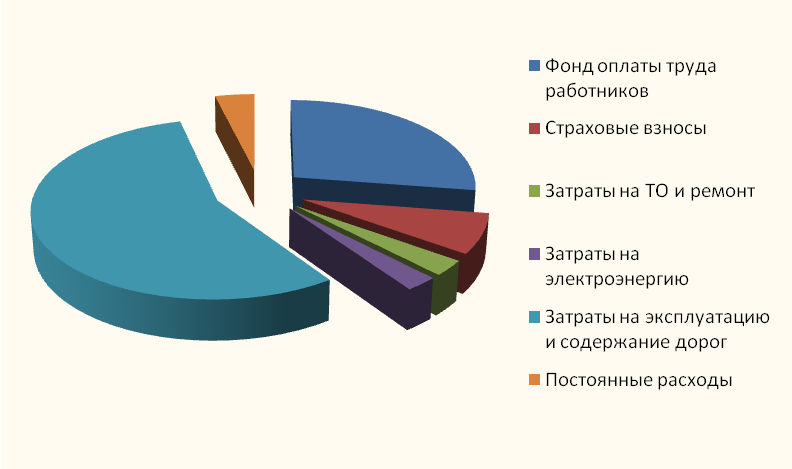 Фонд оплаты труда
работников
Страховые взносы
Затраты на ТО и ремонт
Затраты на
электроэнергию
Затраты на эксплуатацию
и содержание дорог
Постоянные расходы